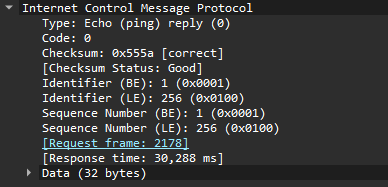 Internet Control Message Protocol
Type: Echo (ping) reply (0)
Code: 0
Checksum: 0x555a [correct]
[Checksum Status: Good]
Identifier (BE): 1 (0x0001)
Identifier (LE): 256 (0x0100)
Sequence Number (BE): 1 (0x0001)
Sequence Number (LE): 256 (0x0100)
[Request frame: 2178]
[Response time: 30,288 ms]
Data (32 bytes)